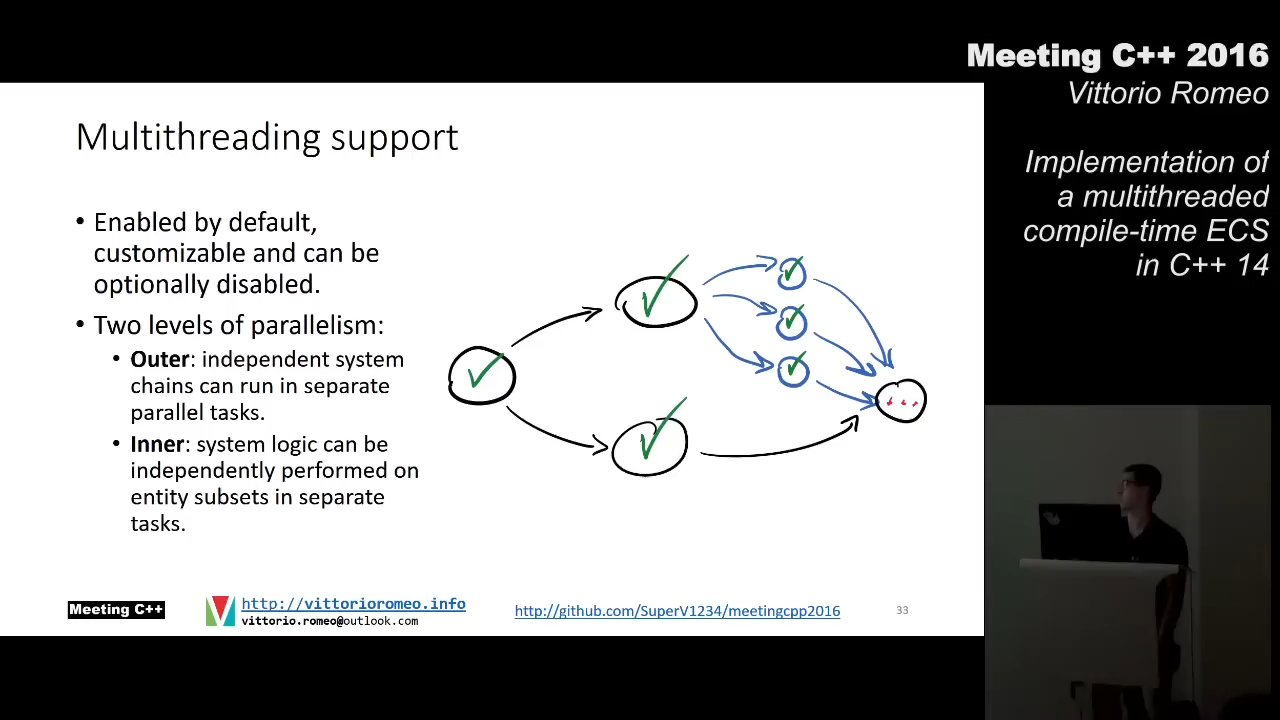 Meeting C++ 2016
Vittorio Romeo
Implementation of
a multithreaded
compile-time ECS
in C++ 14
Multithreading support
• Enabled by default,
customizable and can be
optionally disabled.
• Two levels of parallelism:
• Outer: independent system
chains can run in separate
parallel tasks.
• Inner: system logic can be
independently performed on
entity subsets in separate
tasks.
Meeting C++
http://vittorioromeo.info
vittorio.romeo@outlook.com
http://github.com/SuperV1234/meetingcpp2016
33